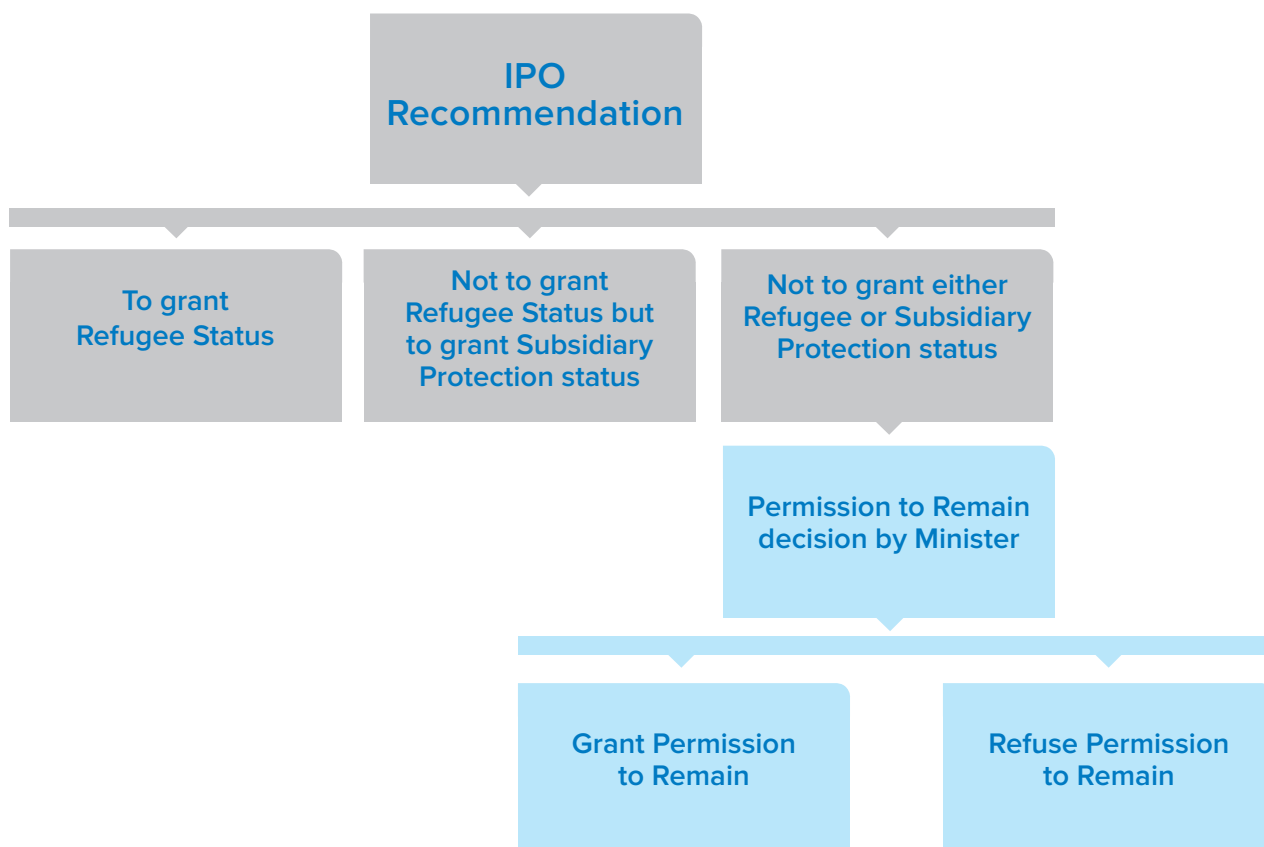 IPO
Recommendation
To grant
Refugee Status
Not to grant
Refugee Status but
to grant Subsidiary
Protection status
Not to grant either
Refugee or Subsidiary
Protection status
Permission to Remain
decision by Minister
Grant Permission
to Remain
Refuse Permission
to Remain